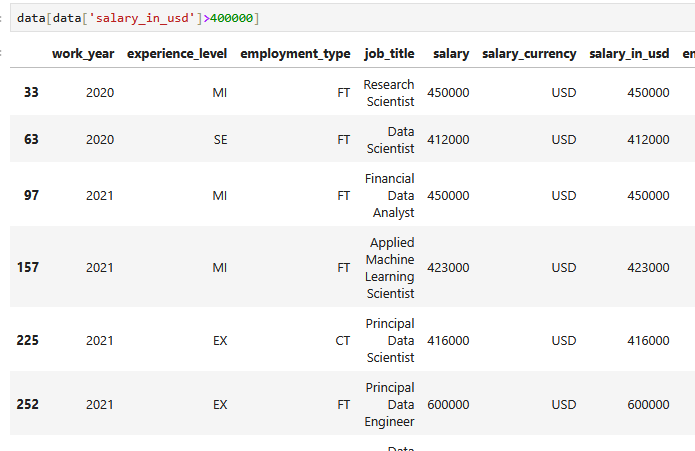 data[data['salary_in_usd']>400000]
work_year experience_level employment_type job_title salary salary_currency salary_in_usd
33 2020 MI FT Research Scientist 450000 USD 450000
63 2020 SE FT Data Scientist 412000 USD 412000
97 2021 MI FT Financial Data Analyst 450000 USD 450000
157 2021 MI FT Applied Machine Learning Scientist 423000 USD 423000
225 2021 EX CT Principal Data Scientist 416000 USD 416000
252 2021 EX FT Principal Data Engineer 600000 USD 600000